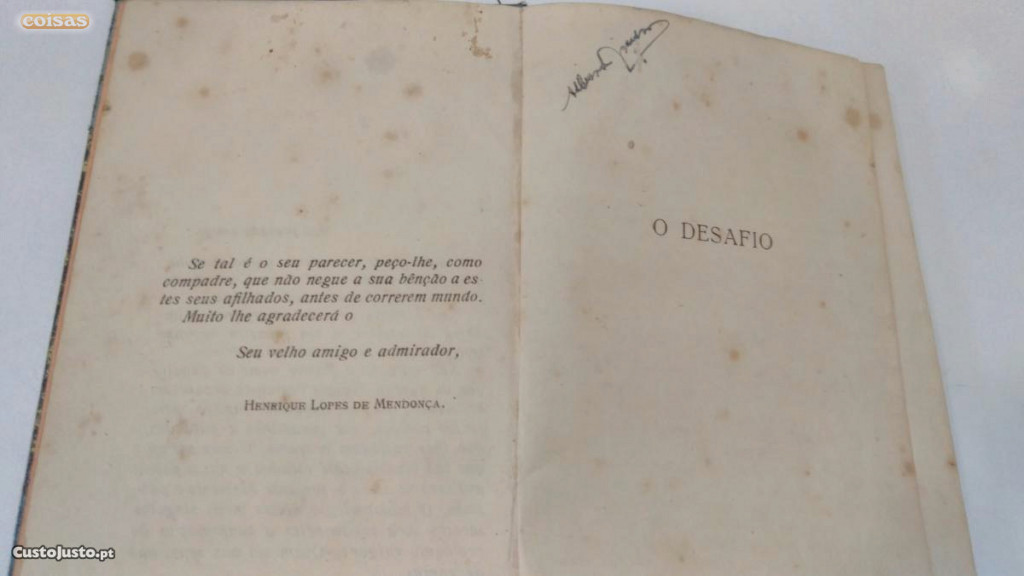 coisas
Se tal é o seu parecer, peço-lhe, como
compadre, que não negue a sua bênção a es-
tes seus afilhados, antes de correrem mundo.
Muito lhe agradecerá o
Seu velho amigo e admirador,
HENRIQUE LOPES DE MENDONÇA.
O DESAFIO
CustoJusto.pt